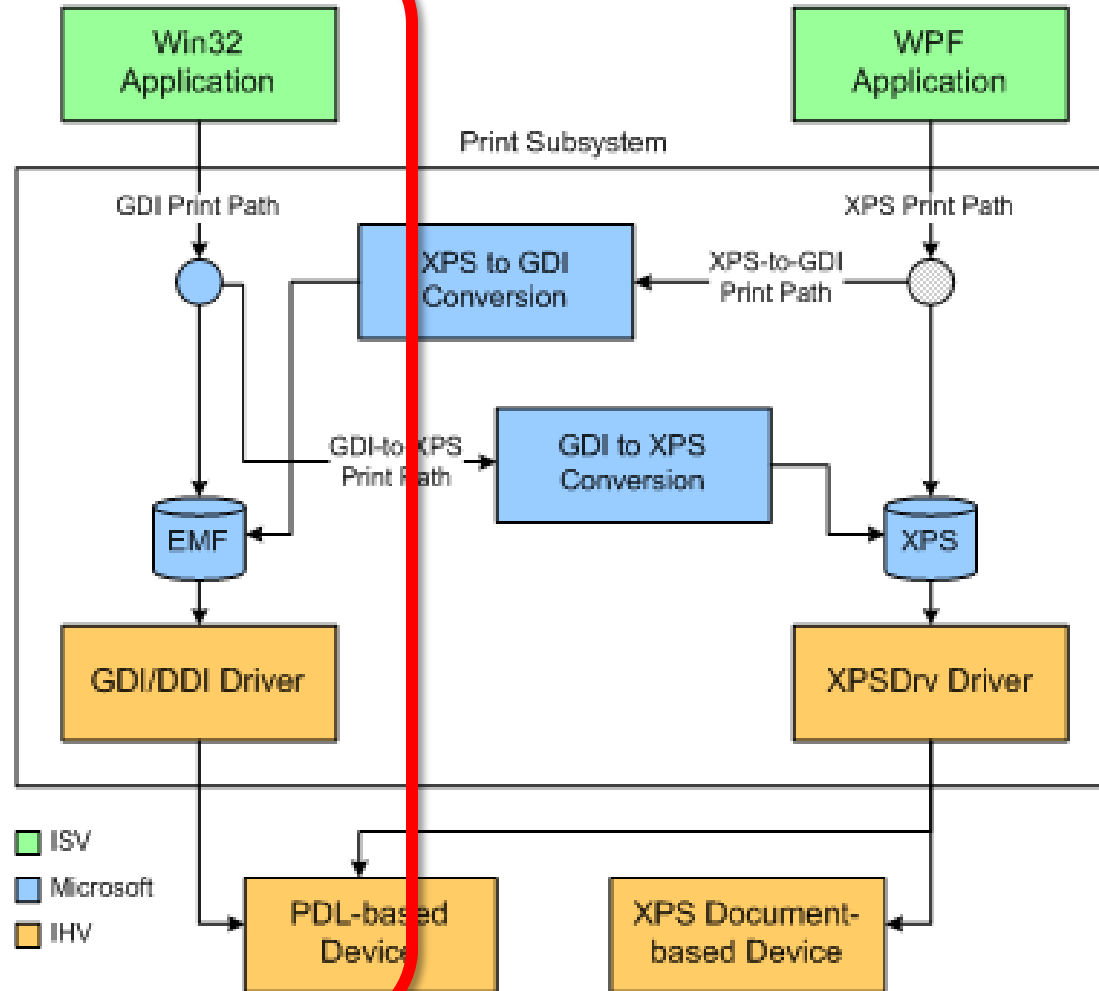 Win32
Application
WPF
Application
Print Subsystem
GDI Print Path
XPS Print Path
XPS to GDI
Conversion
XPS-to-GDI
Print Path
GDI-to-XPS
Print Path
GDI to XPS
Conversion
EMF
XPS
GDI/DDI Driver
XPSDrv Driver
ISV
Microsoft
IHV
PDL-based
Device
XPS Document-
based Device